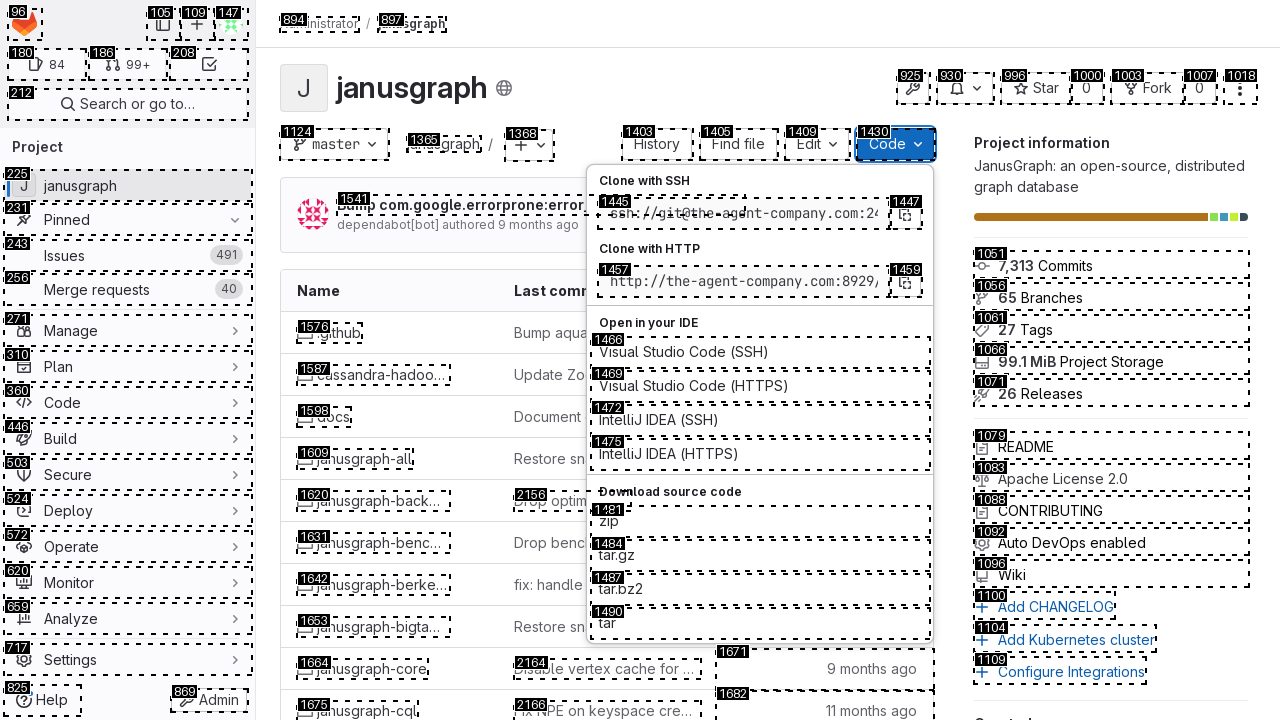 96
105
109
147
180
84
186
99+
208
212
Search or go to…
Project
225
J
janusgraph
231
Pinned
243
Issues
491
256
Merge requests
40
271
Manage
310
Plan
360
Code
446
Build
503
Secure
524
Deploy
572
Operate
620
Monitor
659
Analyze
717
Settings
825
Help
869
Admin
894
897
/
janusgraph
J
janusgraph
925
930
996
Star
1000
0
1003
Fork
1007
0
1018
1124
master
1365
/
1368
1403
History
1405
Find file
1409
Edit
1430
Code
1541
Bump com.google.errorprone:error_
dependabot[bot] authored 9 months ago
Name
Last comm
1576
.github
Bump aqua
1587
cassandra-hadoo…
Update Zo
1598
docs
Document
1609
janusgraph-all
Restore sn
1620
janusgraph-back…
2156
Drop optim
1631
janusgraph-benc…
Drop benc
1642
janusgraph-berke…
fix: handle
1653
janusgraph-bigta…
Restore sn
1664
janusgraph-core
2164
Disable vertex cache for …
1671
9 months ago
1675
janusgraph-cql
2166
Fix NPE on keyspace cre…
1682
11 months ago
Clone with SSH
1445
ssh://git@the-agent-company.com:24
1447
Clone with HTTP
1457
http://the-agent-company.com:8929/
1459
Open in your IDE
1466
Visual Studio Code (SSH)
1469
Visual Studio Code (HTTPS)
1472
IntelliJ IDEA (SSH)
1475
IntelliJ IDEA (HTTPS)
Download source code
1481
zip
1484
tar.gz
1487
tar.bz2
1490
tar
Project information
JanusGraph: an open-source, distributed
graph database
1051
7,313 Commits
1056
65 Branches
1061
27 Tags
1066
99.1 MiB Project Storage
1071
26 Releases
1079
README
1083
Apache License 2.0
1088
CONTRIBUTING
1092
Auto DevOps enabled
1096
Wiki
1100
Add CHANGELOG
1104
Add Kubernetes cluster
1109
Configure Integrations